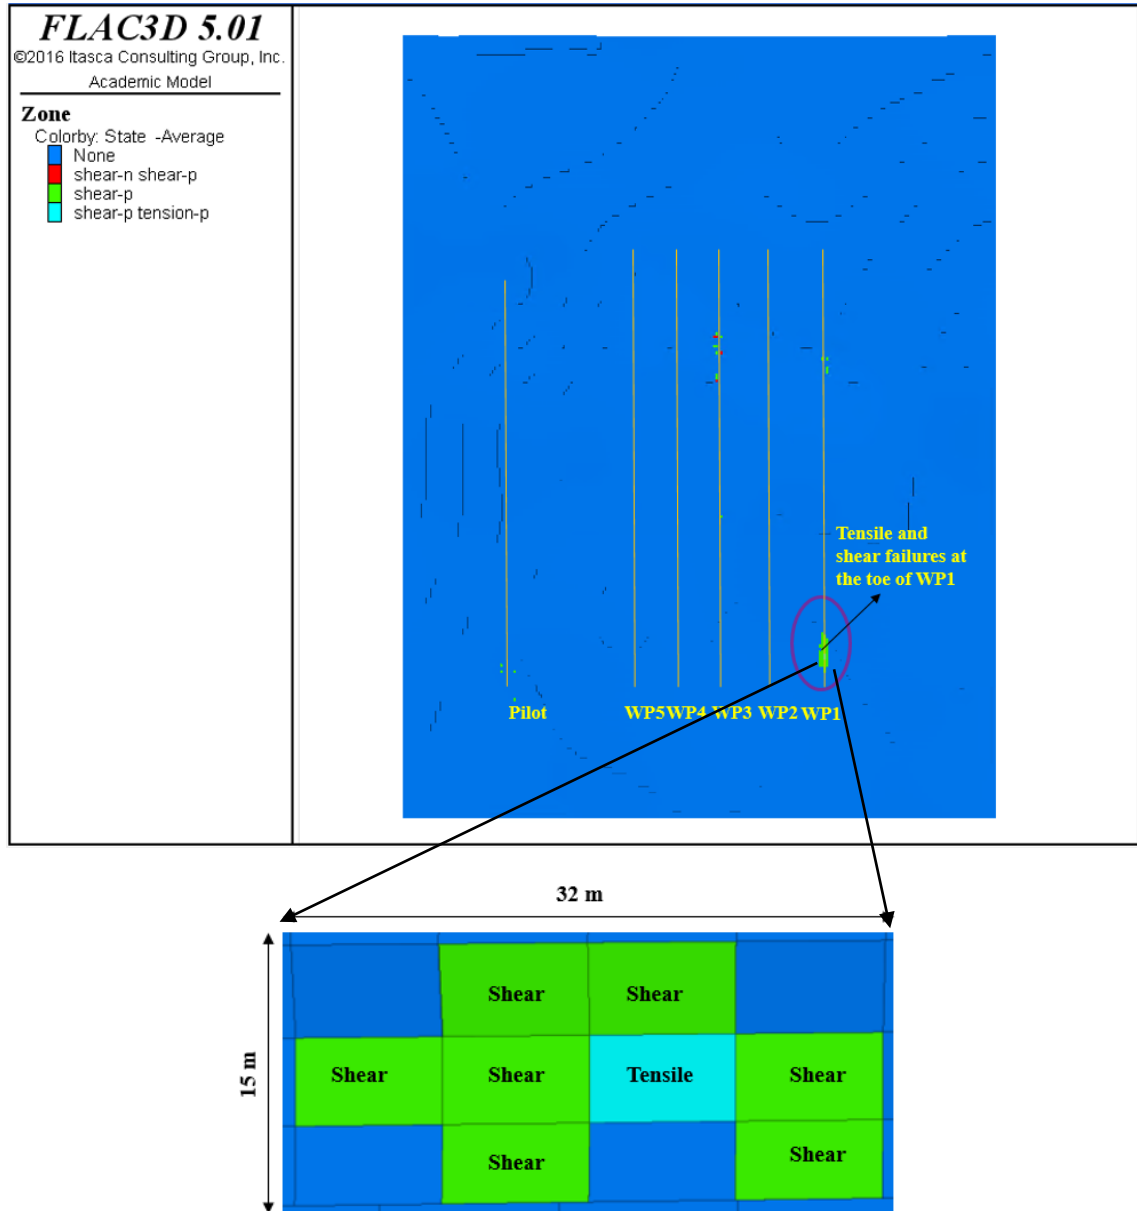 FLAC3D 5.01
©2016 Itasca Consulting Group, Inc.
Academic Model
Zone
Colorby: State -Average
None
shear-n shear-p
shear-p
shear-p tension-p
Tensile and
shear failures at
the toe of WP1
Pilot
WP5 WP4 WP3 WP2 WP1
32 m
15 m
Shear Shear
Shear Shear Tensile Shear
Shear Shear